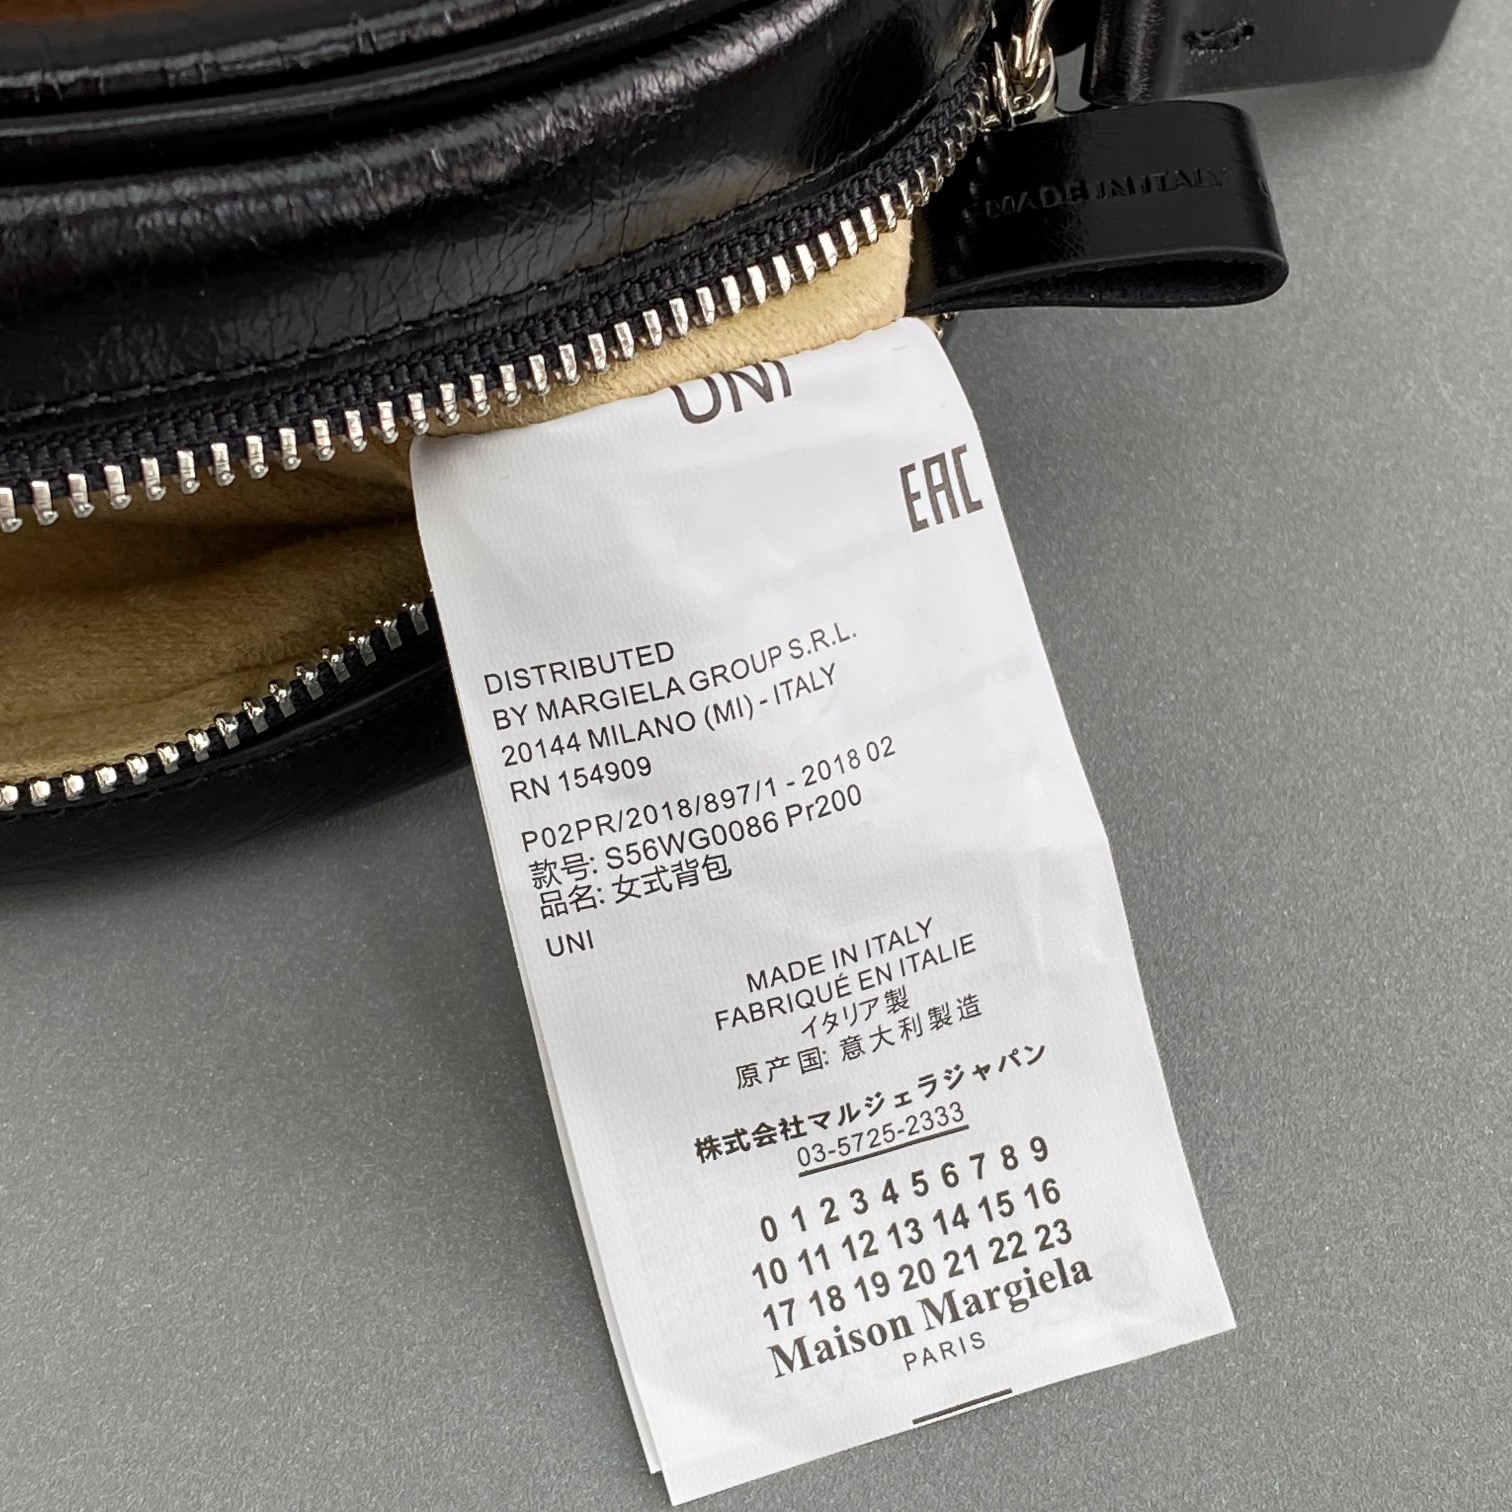 MADE IN ITALY
UNI
EAC
DISTRIBUTED
BY MARGIELA GROUP S.R.L.
20144 MILANO (MI) - ITALY
RN 154909
P02PR/2018/897/1 - 2018 02
款号: S56WG0086 Pr200
品名: 女式背包
UNI
MADE IN ITALY
FABRIQUÉ EN ITALIE
イタリア製
原产国: 意大利製造
株式会社マルジェラジャパン
03-5725-2333
0 1 2 3 4 5 6 7 8 9
10 11 12 13 14 15 16
17 18 19 20 21 22 23
Maison Margiela
PARIS